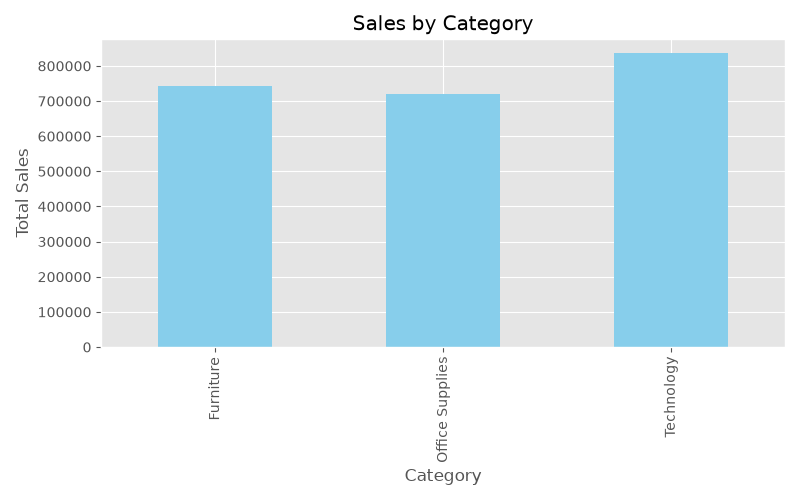 Sales by Category
Total Sales
800000
700000
600000
500000
400000
300000
200000
100000
0
Furniture
Office Supplies
Technology
Category